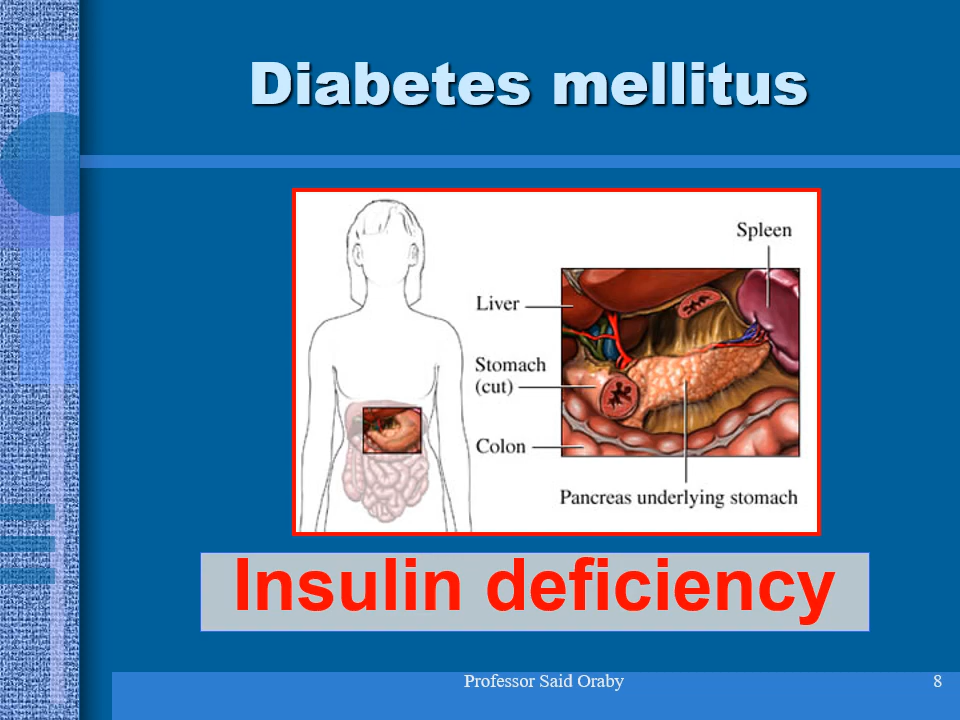 Diabetes mellitus
Spleen
Liver
Stomach
(cut)
Colon
Pancreas underlying stomach
Insulin deficiency
Professor Said Oraby
8